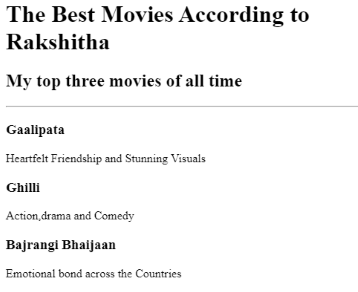 The Best Movies According to
Rakshitha
My top three movies of all time
Gaalipata
Heartfelt Friendship and Stunning Visuals
Ghilli
Action,drama and Comedy
Bajrangi Bhaijaan
Emotional bond across the Countries